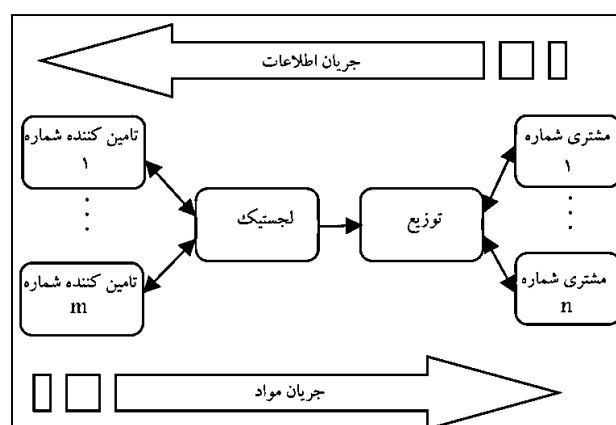 جریان اطلاعات
مشتری شماره
۱
تامین کننده شماره
۱
توزیع
لجستیک
مشتری شماره
n
تامین کننده شماره
m
جریان مواد